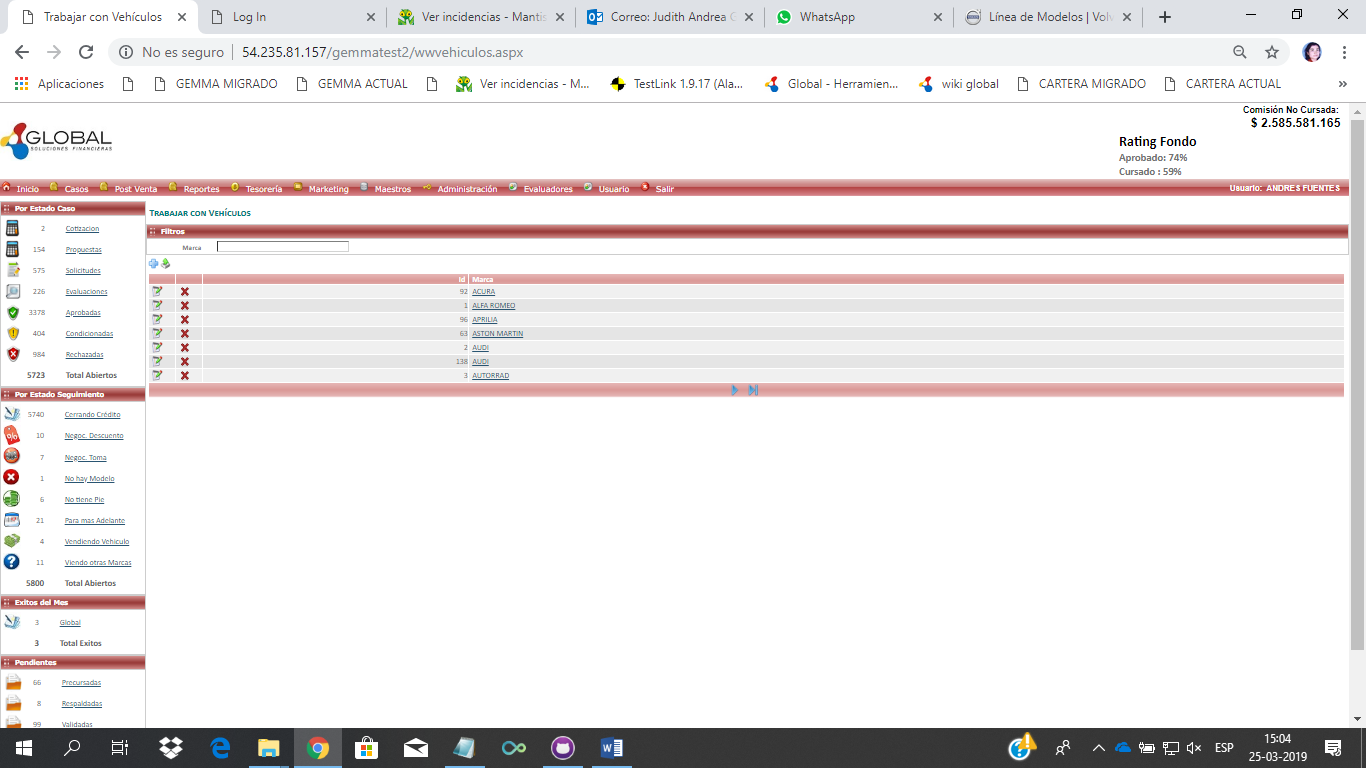 Trabajar con Vehículos
Log In
Ver incidencias - Mantis
Correo: Judith Andrea G
WhatsApp
Línea de Modelos | Volv
No es seguro | 54.235.81.157/gemmatest2/wwvehiculos.aspx
Aplicaciones
GEMMA MIGRADO
GEMMA ACTUAL
Ver incidencias - M...
TestLink 1.9.17 (Ala...
Global - Herramien...
wiki global
CARTERA MIGRADO
CARTERA ACTUAL
»
GLOBAL
SOLUCIONES FINANCIERAS
Comisión No Cursada:
$ 2.585.581.165
Rating Fondo
Aprobado: 74%
Cursado : 59%
Inicio Casos Post Venta Reportes Tesorería Marketing Maestros Administración Evaluadores Usuario Salir
Usuario: ANDRES FUENTES
Por Estado Caso
2 Cotizacion
154 Propuestas
575 Solicitudes
226 Evaluaciones
3378 Aprobadas
404 Condicionadas
984 Rechazadas
5723 Total Abiertos
Por Estado Seguimiento
5740 Cerrando Crédito
10 Negoc. Descuento
7 Negoc. Toma
1 No hay Modelo
6 No tiene Pie
21 Para mas Adelante
4 Vendiendo Vehiculo
11 Viendo otras Marcas
5800 Total Abiertos
Exitos del Mes
3 Global
3 Total Exitos
Pendientes
66 Precursadas
8 Respaldadas
99 Validadas
TRABAJAR CON VEHÍCULOS
Filtros
Marca
Id Marca
92 ACURA
1 ALFA ROMEO
96 APRILIA
63 ASTON MARTIN
2 AUDI
138 AUDI
3 AUTORRAD
ESP
15:04
25-03-2019